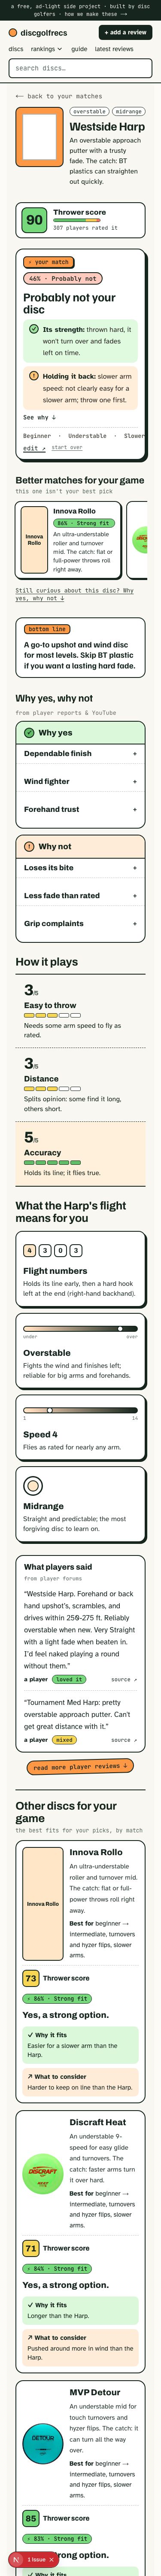 a free, ad-light side project · built by disc
golfers · how we make these →
discgolfrecs
+ add a review
discs rankings guide latest reviews
search discs…
← back to your matches
overstable midrange
Westside Harp
An overstable approach
putter with a trusty
fade. The catch: BT
plastics can straighten
out quickly.
90
Thrower score
307 players rated it
your match
46% · Probably not
Probably not your
disc
Its strength: thrown hard, it
won't turn over and fades
left on time.
Holding it back: slower arm
speed; not clearly easy for a
slower arm; throw one first.
See why ↓
Beginner · Understable · Slower
edit ↗ start over
Better matches for your game
this one isn't your best pick
Innova
Rollo
Innova Rollo
86% · Strong fit
An ultra-understable
roller and turnover
mid. The catch: flat or
full-power throws roll
right away.
Still curious about this disc? Why
yes, why not ↓
bottom line
A go-to upshot and wind disc
for most levels. Skip BT plastic
if you want a lasting hard fade.
Why yes, why not
from player reports & YouTube
Why yes
Dependable finish +
Wind fighter +
Forehand trust +
Why not
Loses its bite +
Less fade than rated +
Grip complaints +
How it plays
3/5
Easy to throw
Needs some arm speed to fly as
rated.
3/5
Distance
Splits opinion: some find it long,
others short.
5/5
Accuracy
Holds its line; it flies true.
What the Harp's flight
means for you
4 3 0 3
Flight numbers
Holds its line early, then a hard hook
left at the end (right-hand backhand).
under over
Overstable
Fights the wind and finishes left;
reliable for big arms and forehands.
1 14
Speed 4
Flies as rated for nearly any arm.
Midrange
Straight and predictable; the most
forgiving disc to learn on.
What players said
from player forums
“Westside Harp. Forehand or back
hand upshot's, scrambles, and
drives within 250-275 ft. Reliably
overstable when new. Very Straight
with a light fade when beaten in.
I'd feel naked playing a round
without them.”
a player loved it source ↗
“Tournament Med Harp: pretty
overstable approach putter. Can't
get great distance with it.”
a player mixed source ↗
read more player reviews ↓
Other discs for your
game
the best fits for your picks, by match
Innova Rollo
Innova Rollo
An ultra-understable
roller and turnover mid.
The catch: flat or full-
power throws roll right
away.
Best for beginner →
intermediate, turnovers
and hyzer flips, slower
arms.
73
Thrower score
86% · Strong fit
Yes, a strong option.
✓ Why it fits
Easier for a slower arm than the
Harp.
↗ What to consider
Harder to keep on line than the Harp.
DISCRAFT
HEAT
Discraft Heat
An understable 9-
speed for easy glide
and turnovers. The
catch: faster arms turn
it over hard.
Best for beginner →
intermediate, turnovers
and hyzer flips, slower
arms.
71
Thrower score
84% · Strong fit
Yes, a strong option.
✓ Why it fits
Longer than the Harp.
↗ What to consider
Pushed around more in wind than the
Harp.
DETOUR
MVP Detour
An understable mid for
touch turnovers and
hyzer flips. The catch: it
can turn all the way
over.
Best for beginner →
intermediate, turnovers
and hyzer flips, slower
arms.
85
Thrower score
83% · Strong fit
strong option.
Why it fits
N 1 Issue ×